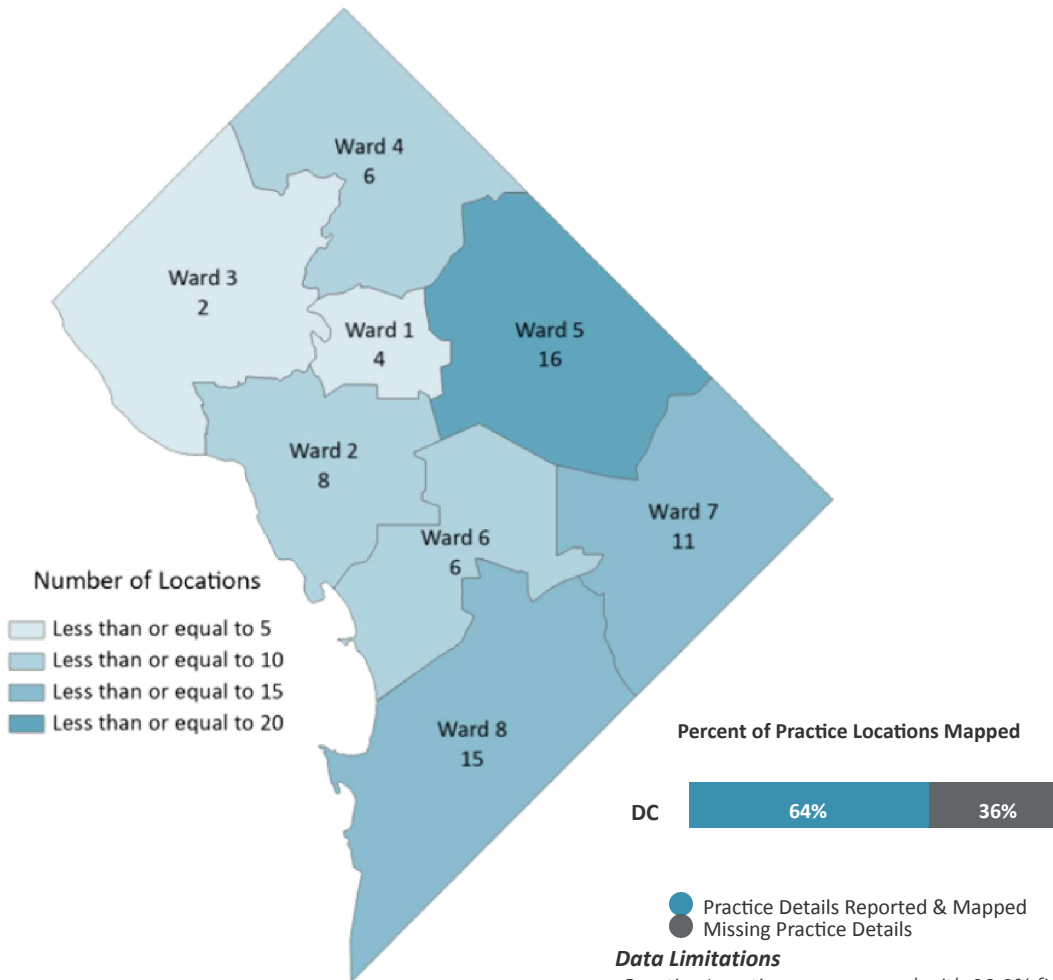 Ward 4
6
Ward 3
2
Ward 1
4
Ward 5
16
Ward 2
8
Ward 7
11
Ward 6
6
Number of Locations
Less than or equal to 5
Less than or equal to 10
Less than or equal to 15
Less than or equal to 20
Ward 8
15
Percent of Practice Locations Mapped
DC
64%
36%
Practice Details Reported & Mapped
Missing Practice Details
Data Limitations